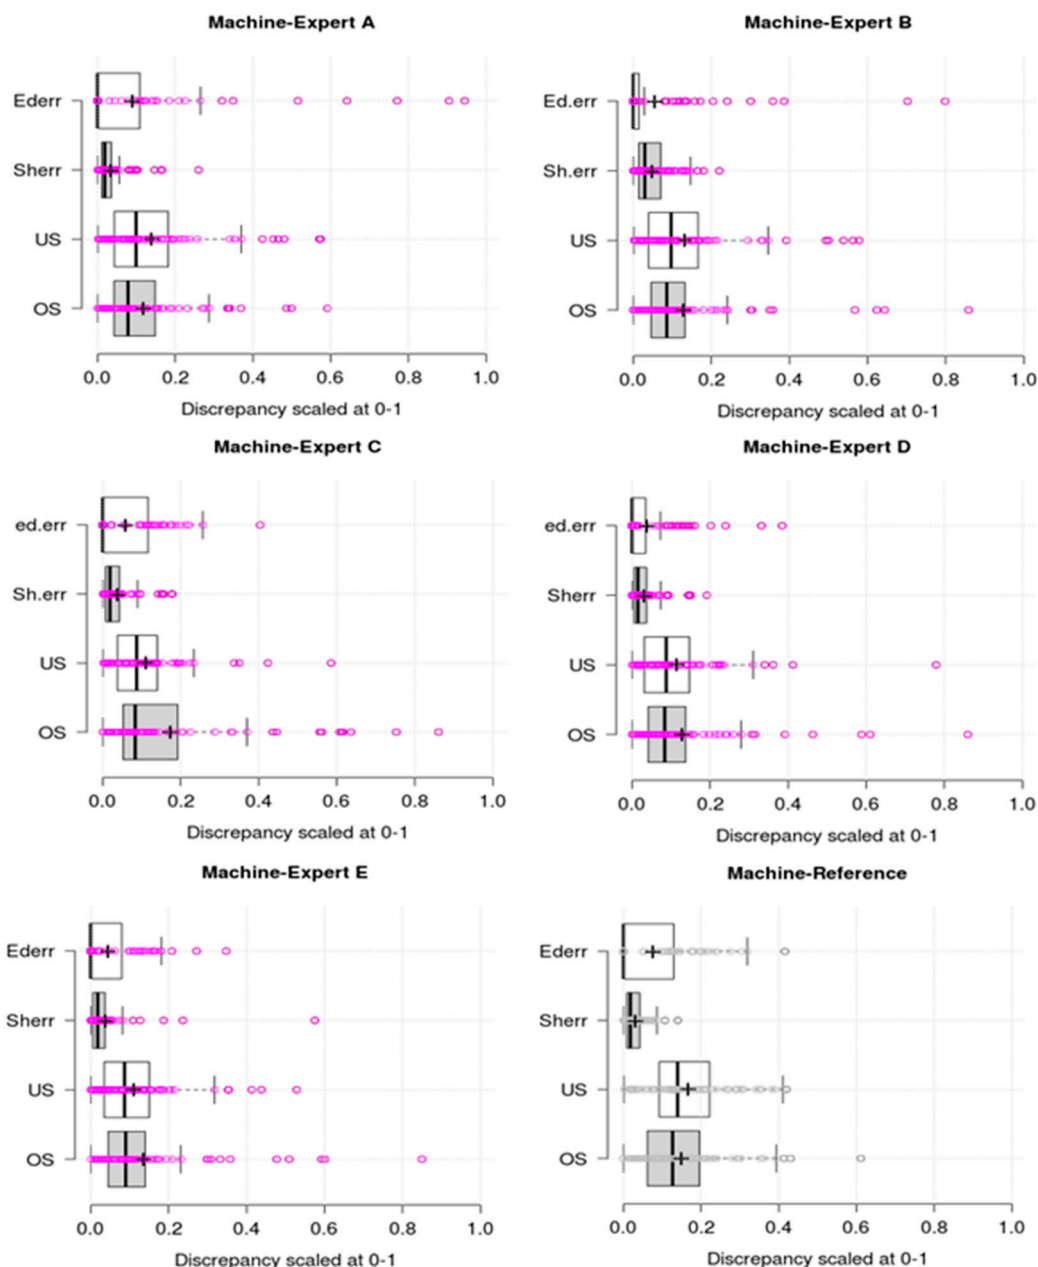 Machine-Expert A
Machine-Expert B
Ederr
Sherr
US
OS
0.0 0.2 0.4 0.6 0.8 1.0
Discrepancy scaled at 0-1
Ed.err
Sh.err
US
OS
0.0 0.2 0.4 0.6 0.8 1.0
Discrepancy scaled at 0-1
Machine-Expert C
Machine-Expert D
ed.err
Sh.err
US
OS
0.0 0.2 0.4 0.6 0.8 1.0
Discrepancy scaled at 0-1
ed.err
Sherr
US
OS
0.0 0.2 0.4 0.6 0.8 1.0
Discrepancy scaled at 0-1
Machine-Expert E
Machine-Reference
Ederr
Sherr
US
OS
0.0 0.2 0.4 0.6 0.8 1.0
Discrepancy scaled at 0-1
Ederr
Sherr
US
OS
0.0 0.2 0.4 0.6 0.8 1.0
Discrepancy scaled at 0-1